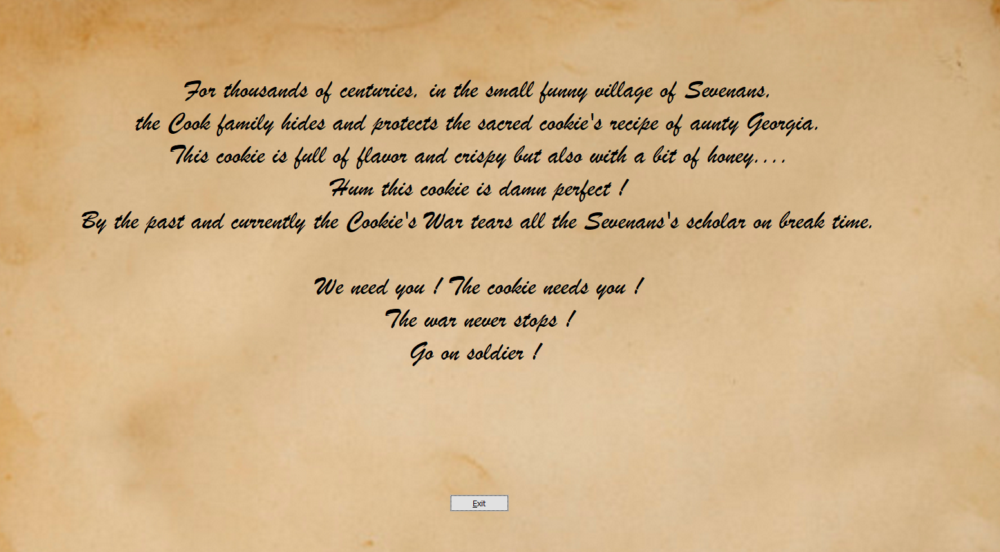 For thousands of centuries, in the small funny village of Sevenans,
the Cook family hides and protects the sacred cookie's recipe of aunty Georgia.
This cookie is full of flavor and crispy but also with a bit of honey....
Hum this cookie is damn perfect !
By the past and currently the Cookie's War tears all the Sevenans's scholar on break time.
We need you ! The cookie needs you !
The war never stops !
Go on soldier !
Exit